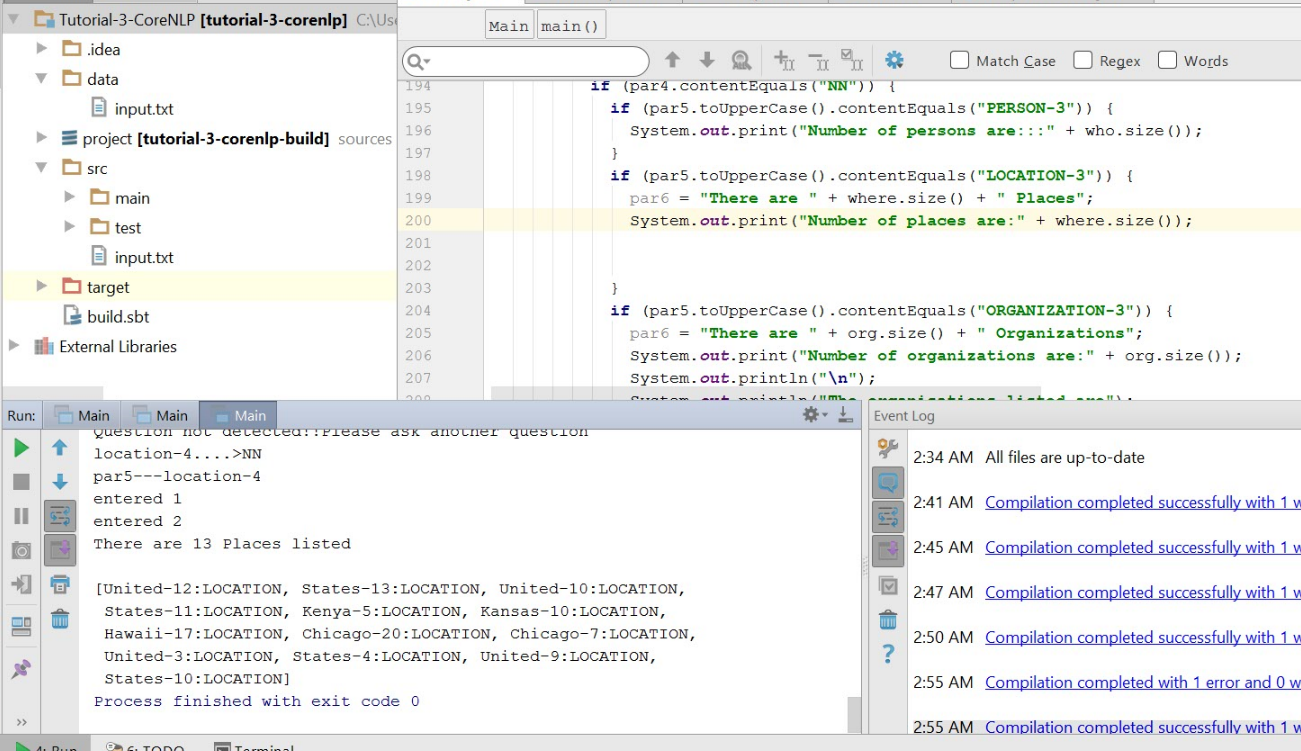 Tutorial-3-CoreNLP [tutorial-3-corenlp] C:\Use
.idea
data
input.txt
project [tutorial-3-corenlp-build] sources
src
main
test
input.txt
target
build.sbt
External Libraries
Main main()
Match Case Regex Words
194 if (par4.contentEquals("NN")) {
195 if (par5.toUpperCase().contentEquals("PERSON-3")) {
196 System.out.print("Number of persons are:::" + who.size());
197 }
198 if (par5.toUpperCase().contentEquals("LOCATION-3")) {
199 par6 = "There are " + where.size() + " Places";
200 System.out.print("Number of places are:" + where.size());
201
202
203 }
204 if (par5.toUpperCase().contentEquals("ORGANIZATION-3")) {
205 par6 = "There are " + org.size() + " Organizations";
206 System.out.print("Number of organizations are:" + org.size());
207 System.out.println("\n");
208 System.out.println("The organizations listed are");
Run: Main Main Main
Question not detected!!Please ask another question
location-4....>NN
par5---location-4
entered 1
entered 2
There are 13 Places listed
[United-12:LOCATION, States-13:LOCATION, United-10:LOCATION,
States-11:LOCATION, Kenya-5:LOCATION, Kansas-10:LOCATION,
Hawaii-17:LOCATION, Chicago-20:LOCATION, Chicago-7:LOCATION,
United-3:LOCATION, States-4:LOCATION, United-9:LOCATION,
States-10:LOCATION]
Process finished with exit code 0
Event Log
2:34 AM All files are up-to-date
2:41 AM Compilation completed successfully with 1 w
2:45 AM Compilation completed successfully with 1 w
2:47 AM Compilation completed successfully with 1 w
2:50 AM Compilation completed successfully with 1 w
2:55 AM Compilation completed with 1 error and 0 w
2:55 AM Compilation completed successfully with 1 w
4: Run 6: TODO Terminal